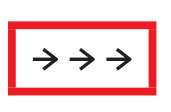 → → →